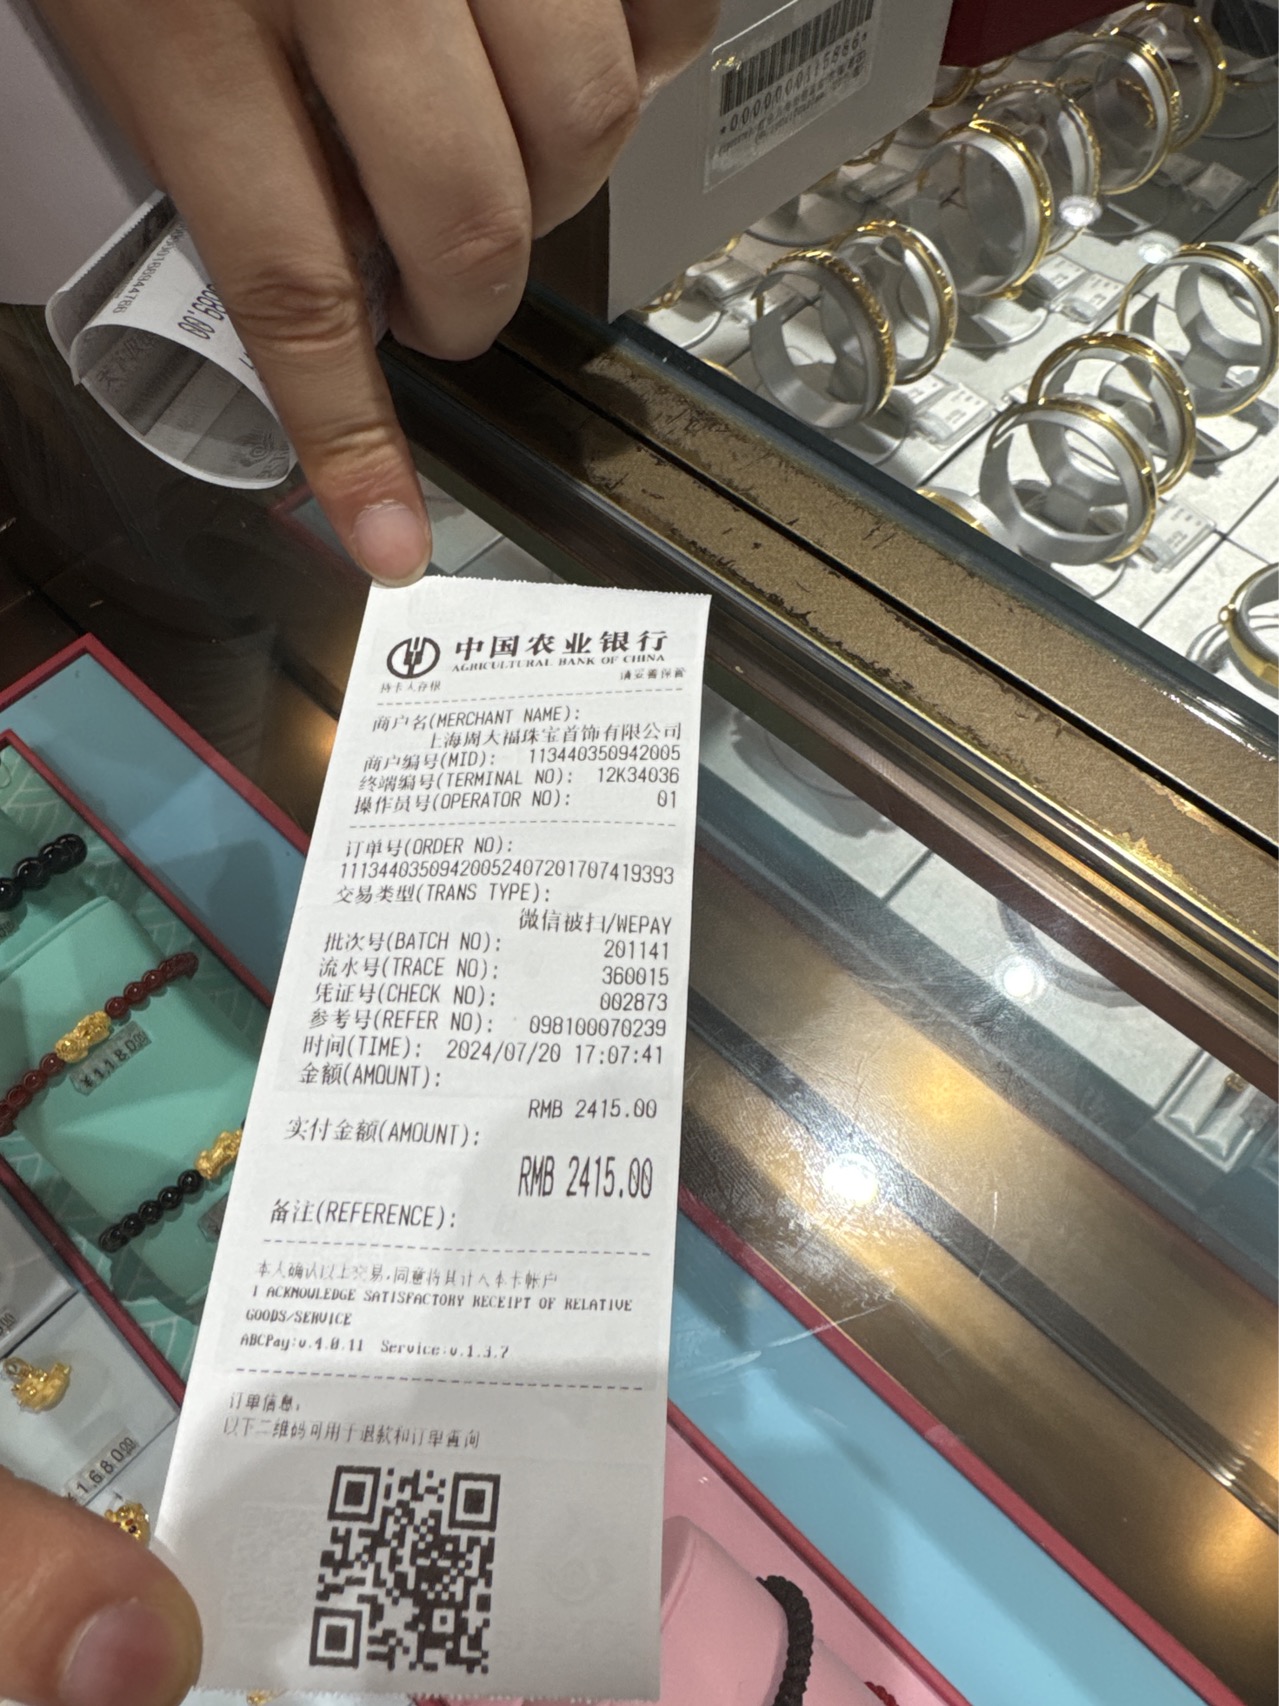 *0000000115886*
中国农业银行
AGRICULTURAL BANK OF CHINA
持卡人存根 请妥善保管
商户名(MERCHANT NAME):
上海周大福珠宝首饰有限公司
商户编号(MID): 113440350942005
终端编号(TERMINAL NO): 12K34036
操作员号(OPERATOR NO): 01
订单号(ORDER NO):
11134403509420052407201707419393
交易类型(TRANS TYPE):
微信被扫/WEPAY
批次号(BATCH NO): 201141
流水号(TRACE NO): 360015
凭证号(CHECK NO): 002873
参考号(REFER NO): 098100070239
时间(TIME): 2024/07/20 17:07:41
金额(AMOUNT):
RMB 2415.00
实付金额(AMOUNT):
RMB 2415.00
备注(REFERENCE):
本人确认以上交易,同意将其计入本卡帐户
I ACKNOWLEDGE SATISFACTORY RECEIPT OF RELATIVE
GOODS/SERVICE
ABCPay:v.4.0.11 Service:v.1.3.7
订单信息:
以下二维码可用于退款和订单查询
¥1180.00
¥1680.00